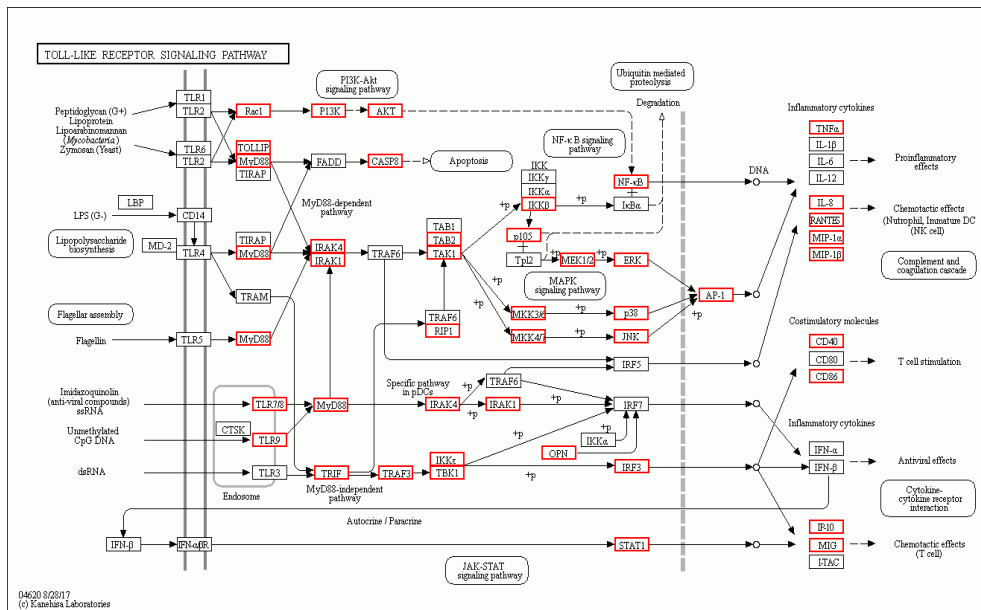 TOLL-LIKE RECEPTOR SIGNALING PATHWAY
PI3K-Akt
signaling pathway
Ubiquitin mediated
proteolysis
Degradation
Inflammatory cytokines
TLR1
TLR2
Peptidoglycan (G+)
Lipoprotein
Lipoarabinomannan
(Mycobacteria)
Zymosan (Yeast)
Rac1
PI3K
AKT
TLR6
TLR2
TOLLIP
MyD88
TIRAP
FADD
CASP8
Apoptosis
NF-κB signaling
pathway
IKK
IKKγ
IKKα
IKKβ
+p
NF-κB
IκBα
DNA
TNFα
IL-1β
IL-6
IL-12
Proinflammatory
effects
LBP
LPS (G-)
CD14
MyD88-dependent
pathway
IL-8
RANTES
MIP-1α
MIP-1β
Chemotactic effects
(Nutrophil, Immature DC
(NK cell)
Lipopolysaccharide
biosynthesis
MD-2
TLR4
TIRAP
MyD88
IRAK4
IRAK1
TRAF6
TAB1
TAB2
TAK1
+p
p105
Tpl2
+p
MEK1/2
+p
ERK
MAPK
signaling pathway
Complement and
coagulation cascade
TRAM
+p
+p
MKK3/6
+p
p38
AP-1
+p
Flagellar assembly
TRAF6
RIP1
MKK4/7
+p
JNK
Flagellin
TLR5
MyD88
IRF5
Costimulatory molecules
CD40
CD80
CD86
T cell stimulation
Imidazoquinolin
(anti-viral compounds)
ssRNA
TLR7/8
MyD88
Specific pathway
in pDCs
IRAK4
+p
+p
IRAK1
TRAF6
+p
IRF7
Unmethylated
CpG DNA
CTSK
TLR9
+p
IKKα
OPN
Inflammatory cytokines
IFN-α
IFN-β
Antiviral effects
dsRNA
TLR3
Endosome
TRIF
TRAF3
IKKε
TBK1
+p
IRF3
MyD88-independent
pathway
Cytokine-
cytokine receptor
interaction
Autocrine / Paracrine
IFN-β
IFN-αβR
STAT1
JAK-STAT
signaling pathway
IP-10
MIG
I-TAC
Chemotactic effects
(T cell)
04620 8/28/17
(c) Kanehisa Laboratories